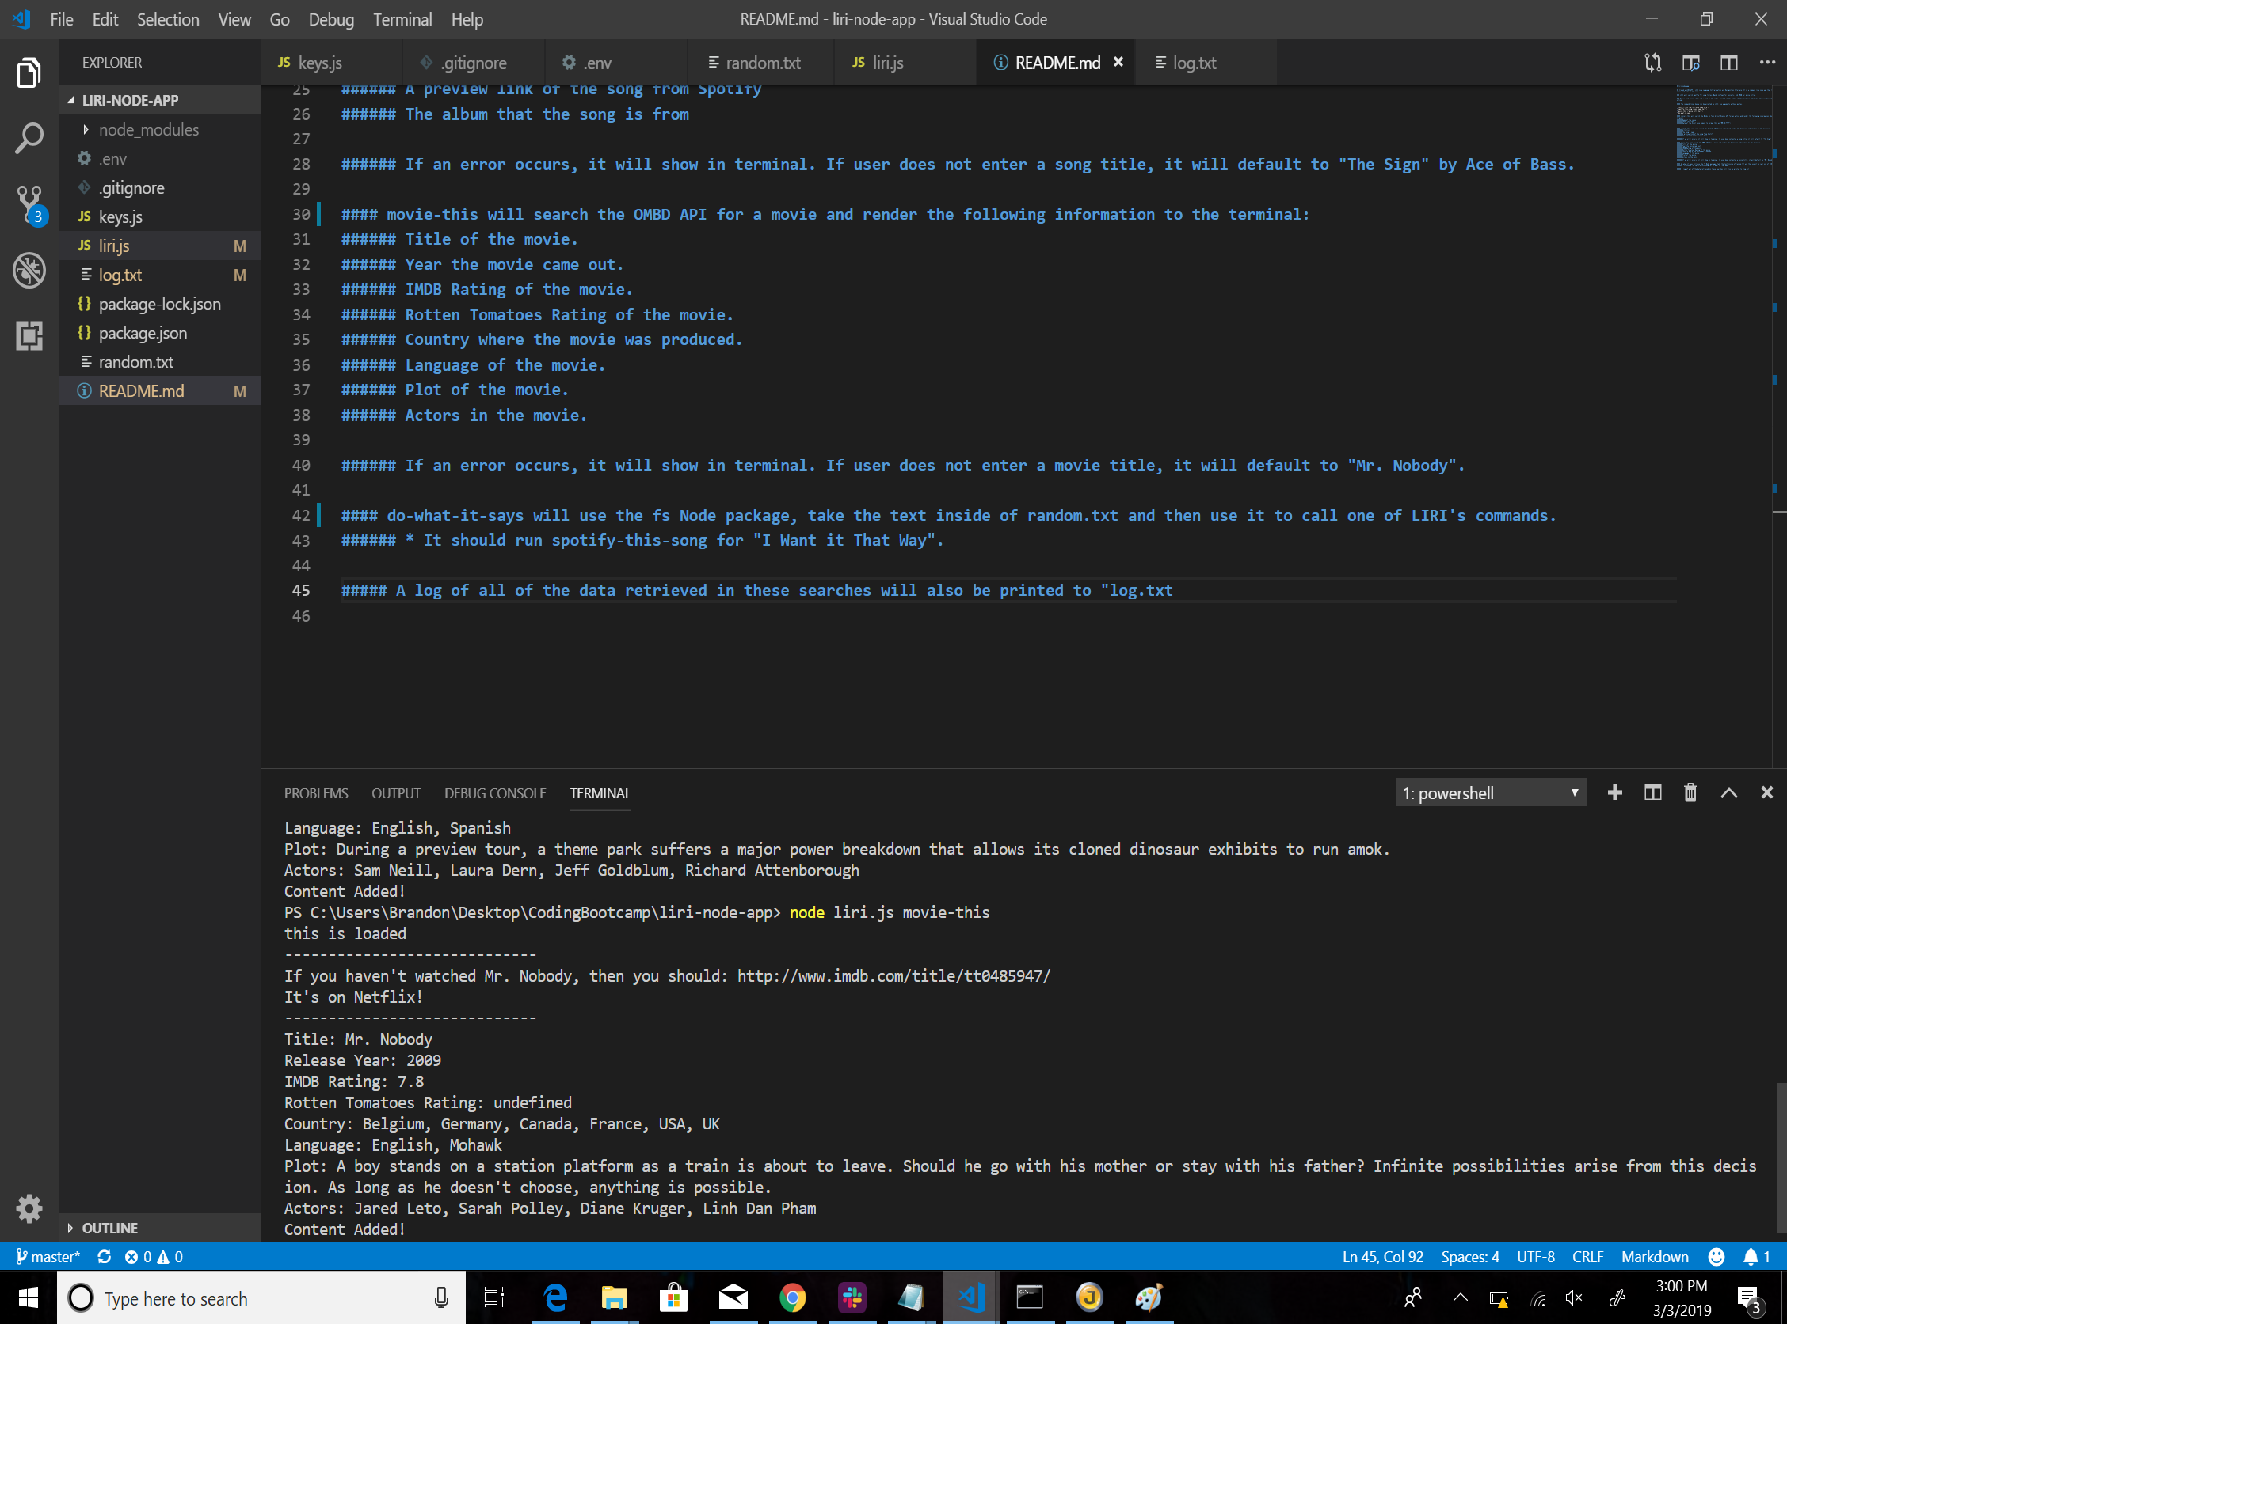 File Edit Selection View Go Debug Terminal Help
README.md - liri-node-app - Visual Studio Code
EXPLORER
JS keys.js
.gitignore
.env
random.txt
JS liri.js
README.md
log.txt
LIRI-NODE-APP
node_modules
.env
.gitignore
JS keys.js
JS liri.js M
log.txt M
{} package-lock.json
{} package.json
random.txt
README.md M
3
OUTLINE
25 ###### A preview link of the song from Spotify
26 ###### The album that the song is from
27
28 ###### If an error occurs, it will show in terminal. If user does not enter a song title, it will default to "The Sign" by Ace of Bass.
29
30 #### movie-this will search the OMBD API for a movie and render the following information to the terminal:
31 ###### Title of the movie.
32 ###### Year the movie came out.
33 ###### IMDB Rating of the movie.
34 ###### Rotten Tomatoes Rating of the movie.
35 ###### Country where the movie was produced.
36 ###### Language of the movie.
37 ###### Plot of the movie.
38 ###### Actors in the movie.
39
40 ###### If an error occurs, it will show in terminal. If user does not enter a movie title, it will default to "Mr. Nobody".
41
42 #### do-what-it-says will use the fs Node package, take the text inside of random.txt and then use it to call one of LIRI's commands.
43 ###### * It should run spotify-this-song for "I Want it That Way".
44
45 ##### A log of all of the data retrieved in these searches will also be printed to "log.txt
46
PROBLEMS OUTPUT DEBUG CONSOLE TERMINAL
1: powershell
Language: English, Spanish
Plot: During a preview tour, a theme park suffers a major power breakdown that allows its cloned dinosaur exhibits to run amok.
Actors: Sam Neill, Laura Dern, Jeff Goldblum, Richard Attenborough
Content Added!
PS C:\Users\Brandon\Desktop\CodingBootcamp\liri-node-app> node liri.js movie-this
this is loaded
-----------------------------
If you haven't watched Mr. Nobody, then you should: http://www.imdb.com/title/tt0485947/
It's on Netflix!
-----------------------------
Title: Mr. Nobody
Release Year: 2009
IMDB Rating: 7.8
Rotten Tomatoes Rating: undefined
Country: Belgium, Germany, Canada, France, USA, UK
Language: English, Mohawk
Plot: A boy stands on a station platform as a train is about to leave. Should he go with his mother or stay with his father? Infinite possibilities arise from this decis
ion. As long as he doesn't choose, anything is possible.
Actors: Jared Leto, Sarah Polley, Diane Kruger, Linh Dan Pham
Content Added!
master* 0 0
Ln 45, Col 92 Spaces: 4 UTF-8 CRLF Markdown 1
Type here to search
3:00 PM
3/3/2019
3